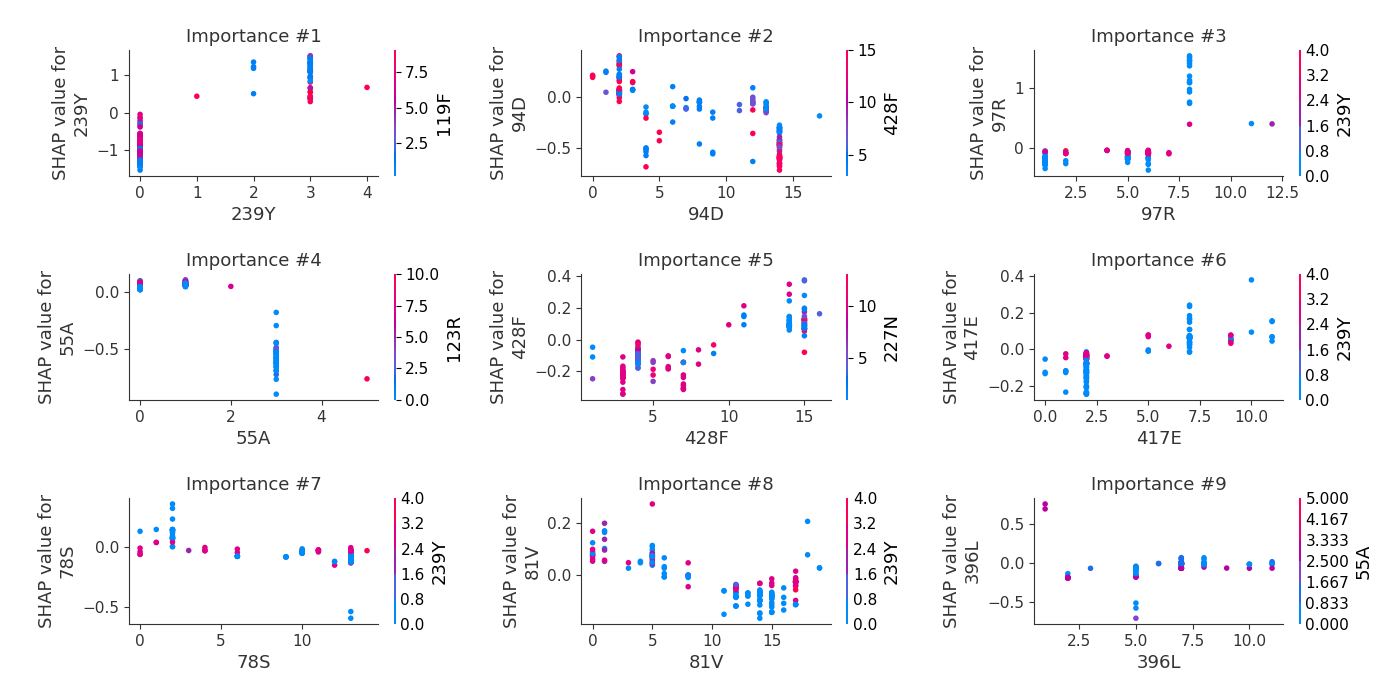 Importance #1
SHAP value for
239Y
1
0
−1
0
1
2
3
4
239Y
7.5
5.0
2.5
119F
Importance #2
SHAP value for
94D
0.0
−0.5
0
5
10
15
94D
15
10
5
428F
Importance #3
SHAP value for
97R
1
0
2.5
5.0
7.5
10.0
12.5
97R
4.0
3.2
2.4
1.6
0.8
0.0
239Y
Importance #4
SHAP value for
55A
0.0
−0.5
0
2
4
55A
10.0
7.5
5.0
2.5
0.0
123R
Importance #5
SHAP value for
428F
0.4
0.2
0.0
−0.2
5
10
15
428F
10
5
227N
Importance #6
SHAP value for
417E
0.4
0.2
0.0
−0.2
0.0
2.5
5.0
7.5
10.0
417E
4.0
3.2
2.4
1.6
0.8
0.0
239Y
Importance #7
SHAP value for
78S
0.0
−0.5
0
5
10
78S
4.0
3.2
2.4
1.6
0.8
0.0
239Y
Importance #8
SHAP value for
81V
0.2
0.0
0
5
10
15
81V
4.0
3.2
2.4
1.6
0.8
0.0
239Y
Importance #9
SHAP value for
396L
0.5
0.0
−0.5
2.5
5.0
7.5
10.0
396L
5.000
4.167
3.333
2.500
1.667
0.833
0.000
55A